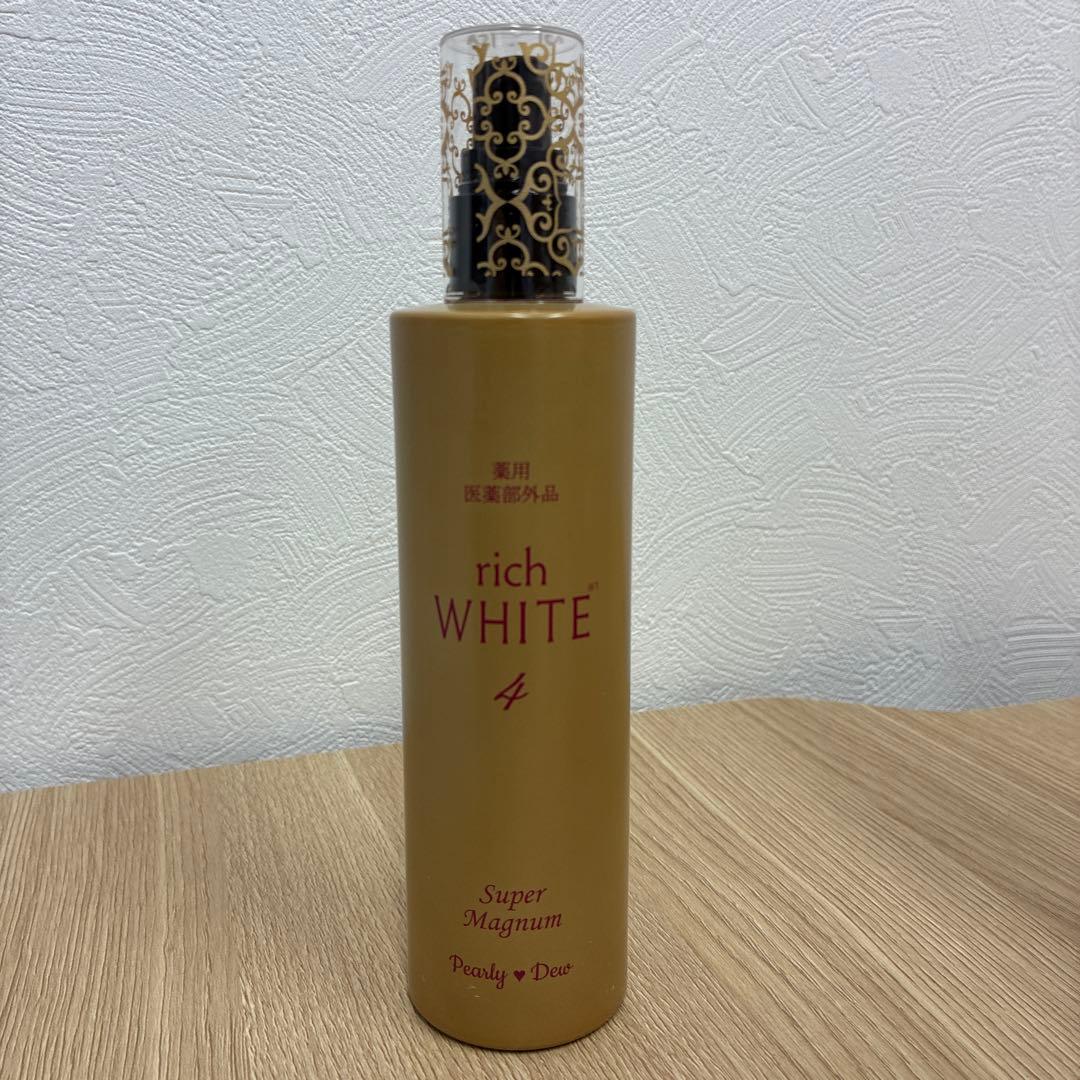 薬用
医薬部外品
rich
WHITE
4
Super
Magnum
Pearly ♥ Dew